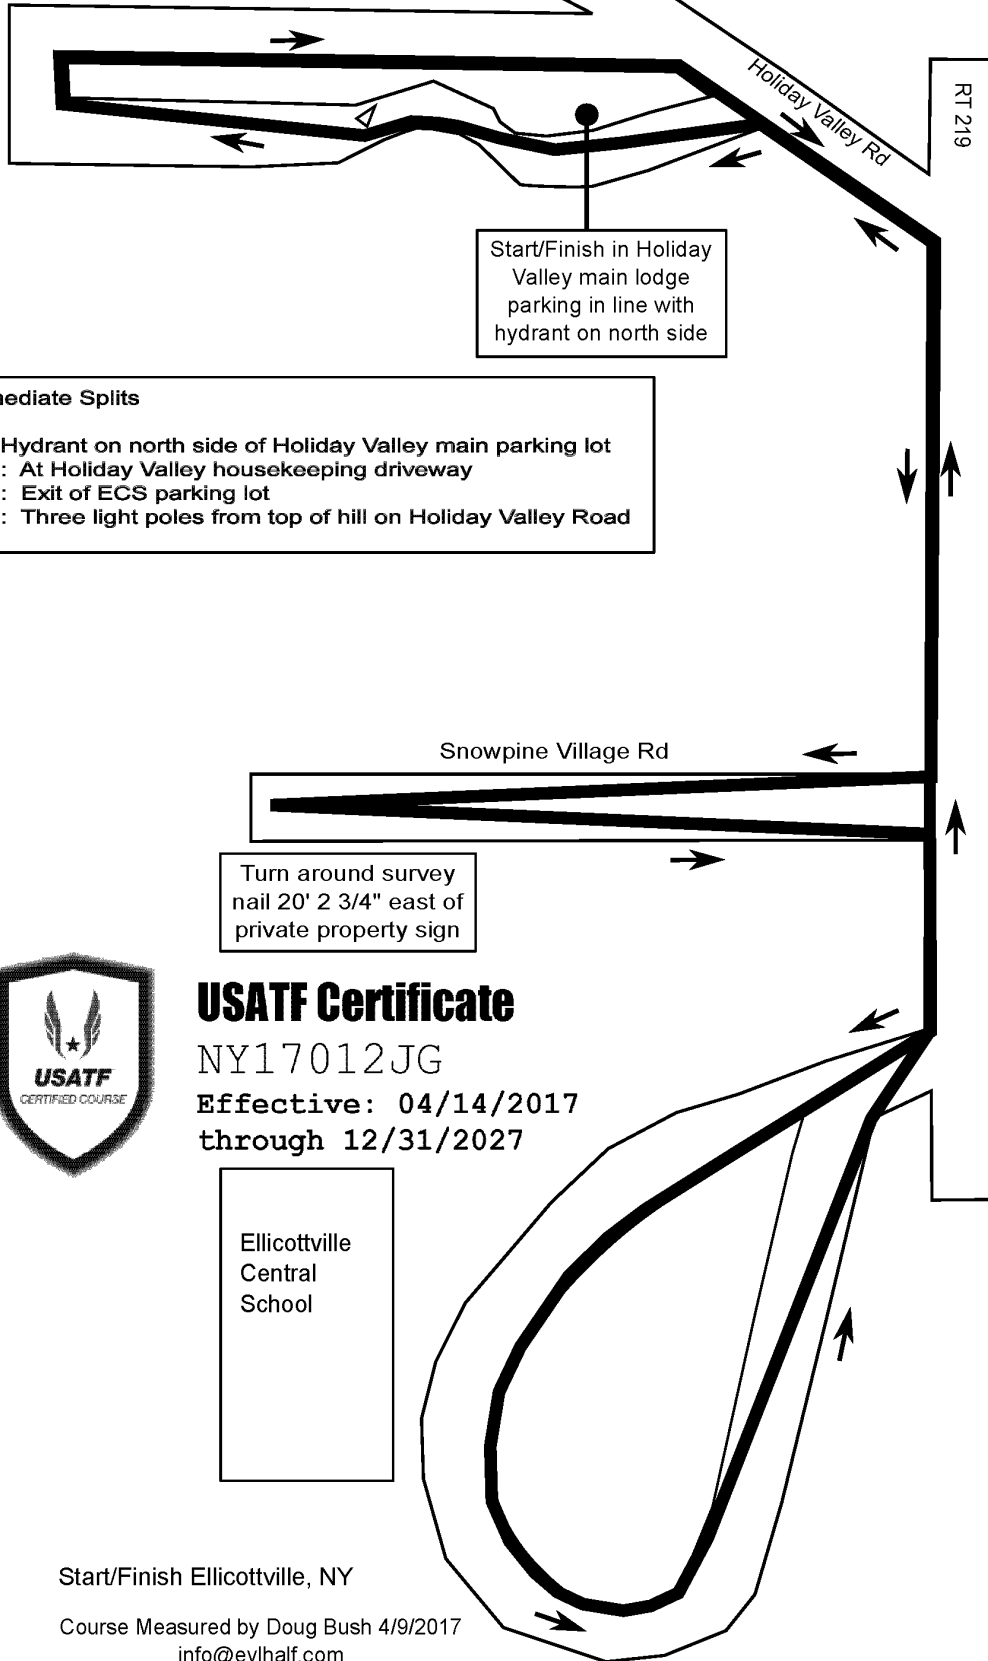 Holiday Valley Rd
RT 219
Start/Finish in Holiday
Valley main lodge
parking in line with
hydrant on north side
Splits
Hydrant on north side of Holiday Valley main parking lot
: At Holiday Valley housekeeping driveway
: Exit of ECS parking lot
: Three light poles from top of hill on Holiday Valley Road
Snowpine Village Rd
Turn around survey
nail 20' 2 3/4" east of
private property sign
USATF
CERTIFIED COURSE
USATF Certificate
NY17012JG
Effective: 04/14/2017
through 12/31/2027
Ellicottville
Central
School
Start/Finish Ellicottville, NY
Course Measured by Doug Bush 4/9/2017
info@evlhalf.com